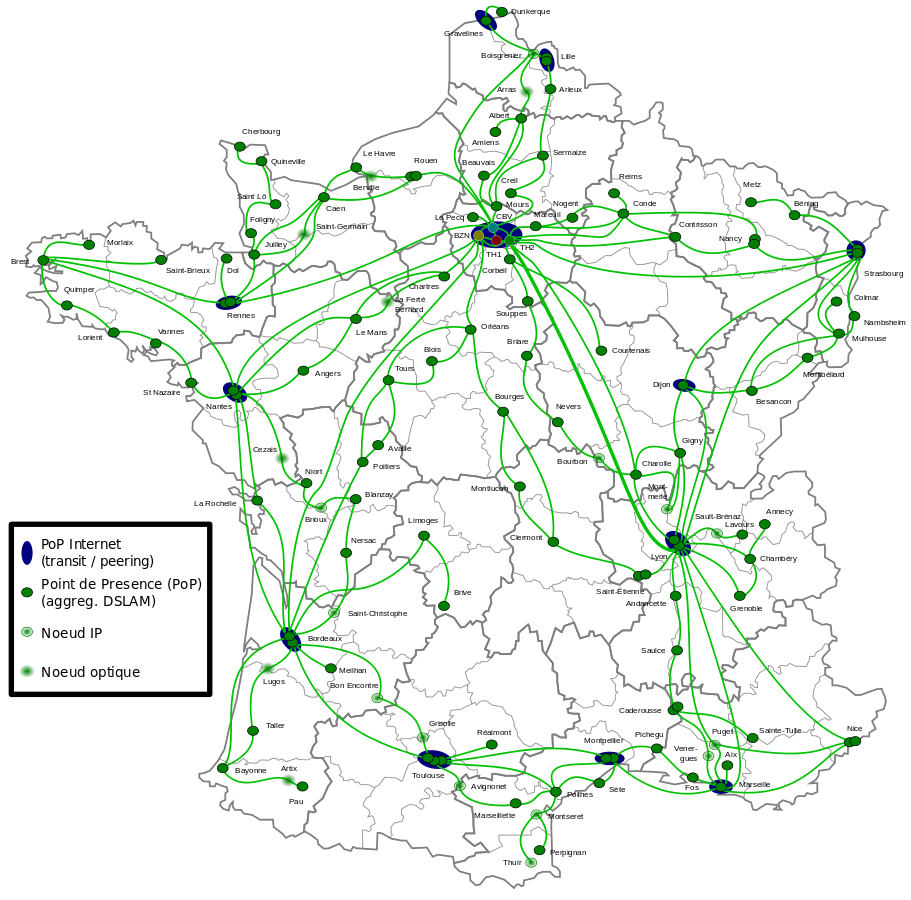 Dunkerque
Gravelines
Boisgrenier
Lille
Arras
Arleux
Albert
Cherbourg
Amiens
Le Havre
Rouen
Beauvais
Sermaize
Quineville
Berville
Creil
Reims
Metz
Saint Lô
Caen
Mours
Nogent
Béning
Foligny
Le Pecq
CBV
Mareuil
Conde
Saint-Germain
BZN
Contrisson
Morlaix
Juilley
TH1
TH2
Nancy
Brest
Saint-Brieux
Dol
Corbeil
Strasbourg
Quimper
Chartres
Colmar
Rennes
La Ferté
Bernard
Souppes
Nambsheim
Lorient
Vannes
Le Mans
Orléans
Mulhouse
Briare
Courtenais
Blois
Angers
Tours
Montbéliard
St Nazaire
Dijon
Besancon
Nantes
Bourges
Nevers
Cezais
Availle
Gigny
Poitiers
Bourbon
Charolle
Niort
Montlucon
Mont-
merle
La Rochelle
Blanzay
Brioux
Limoges
Sault-Brénaz
Annecy
Lavours
PoP Internet
(transit / peering)
Nersac
Clermont
Lyon
Chambéry
Point de Presence (PoP)
(aggreg. DSLAM)
Brive
Saint-Étienne
Andancette
Grenoble
Saint-Christophe
Noeud IP
Bordeaux
Saulce
Noeud optique
Meilhan
Lugos
Bon Encontre
Caderousse
Taller
Grisolle
Réalmont
Montpellier
Pichegu
Puget
Sainte-Tulle
Nice
Vener-
gues
Aix
Bayonne
Artix
Toulouse
Avignonet
Séte
Fos
Marseille
Pau
Peilhes
Marseillette
Montseret
Perpignan
Thuir